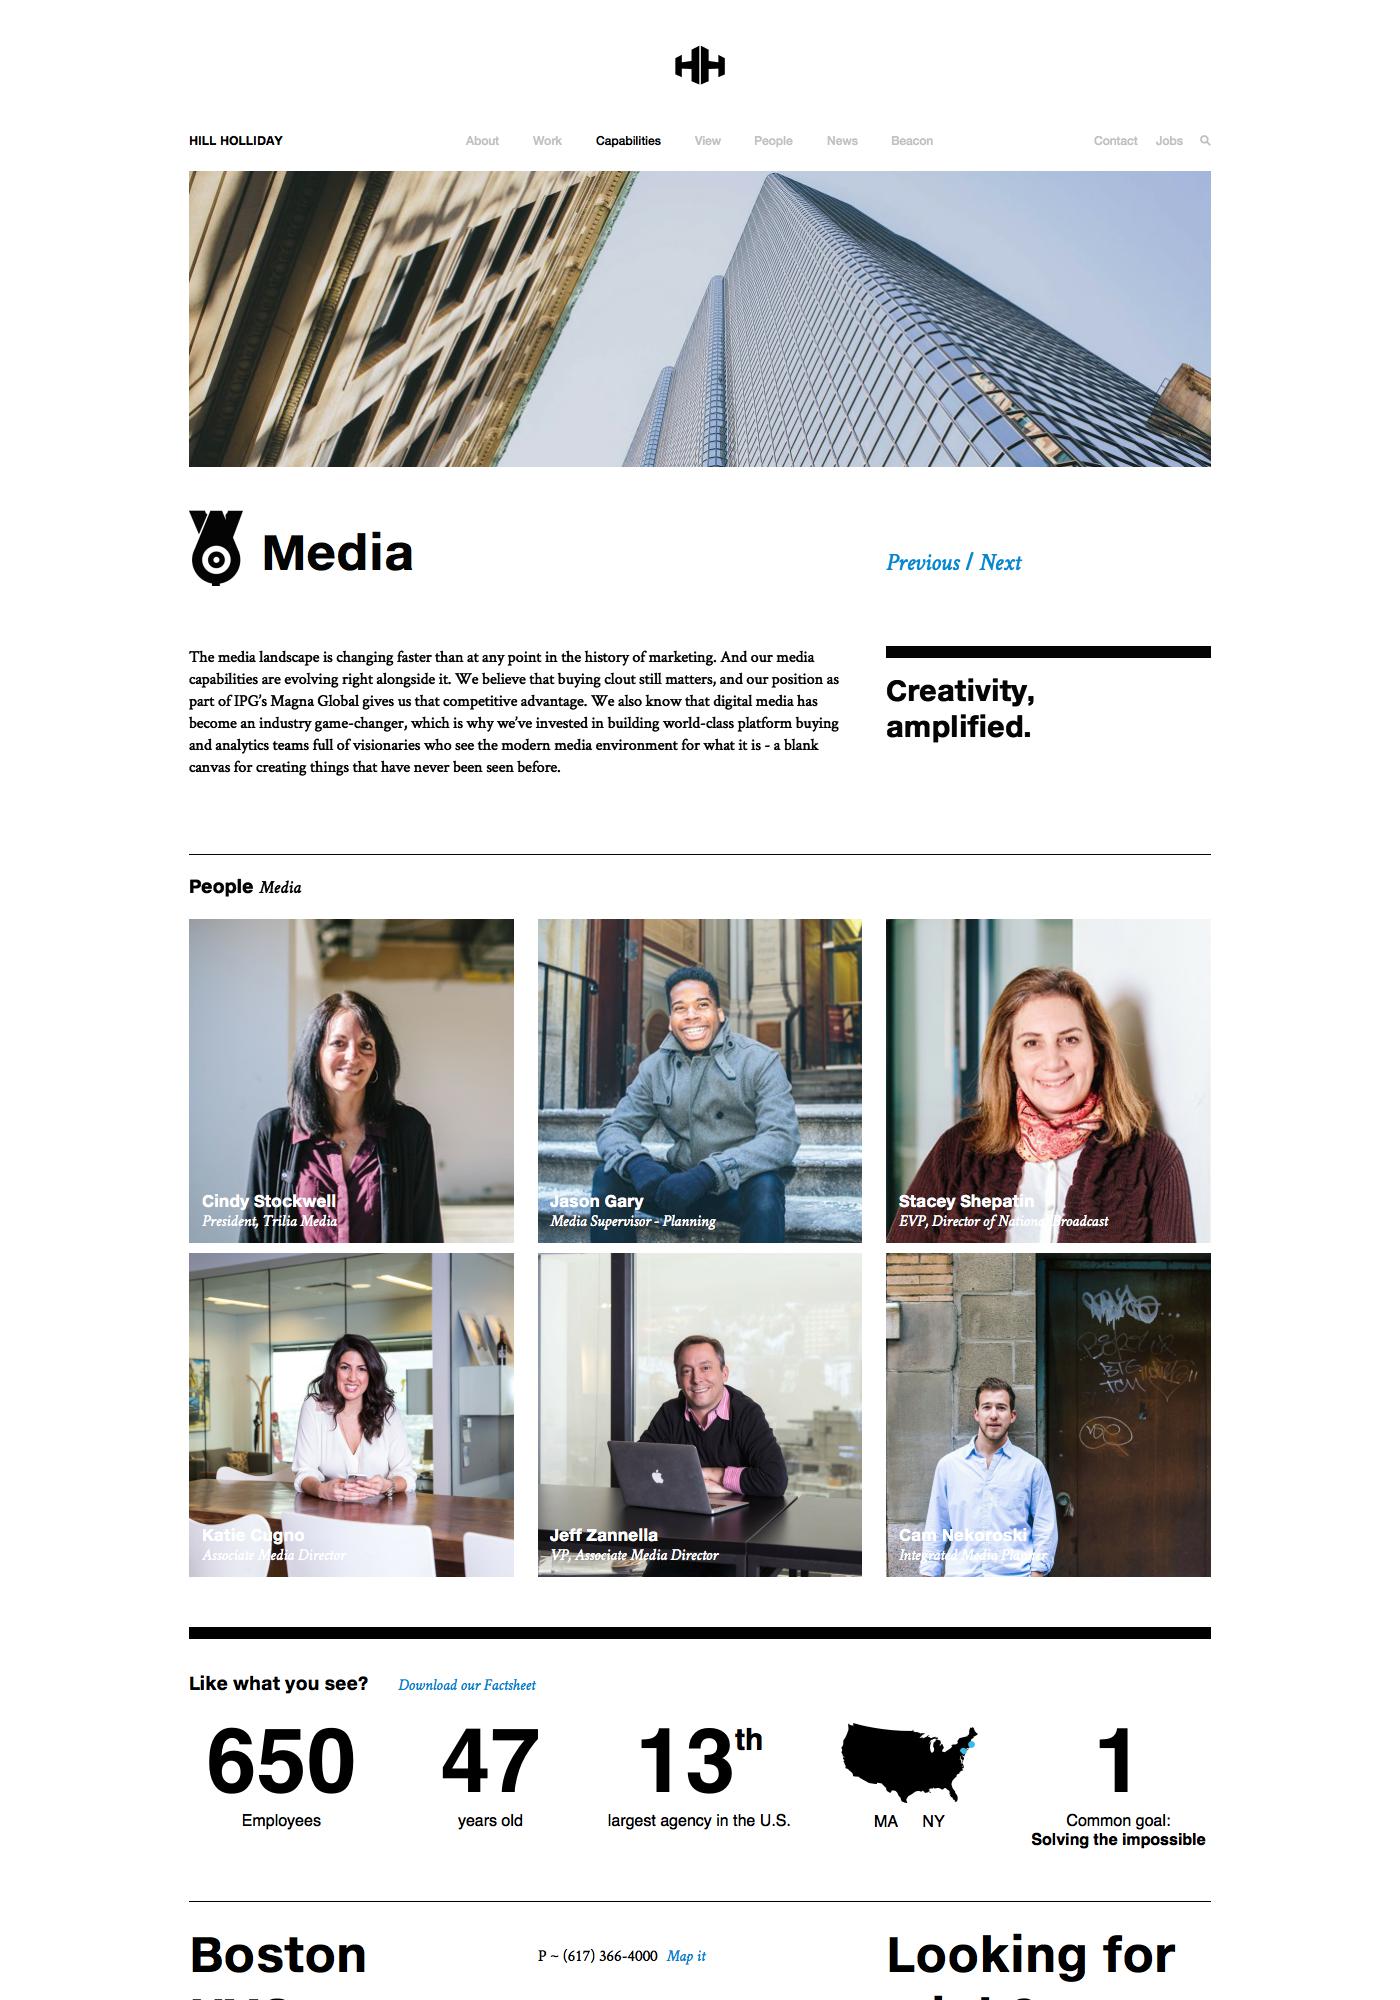 HILL HOLLIDAY
About Work Capabilities View People News Beacon
Contact Jobs
Media
Previous / Next
The media landscape is changing faster than at any point in the history of marketing. And our media
capabilities are evolving right alongside it. We believe that buying clout still matters, and our position as
part of IPG's Magna Global gives us that competitive advantage. We also know that digital media has
become an industry game-changer, which is why we've invested in building world-class platform buying
and analytics teams full of visionaries who see the modern media environment for what it is - a blank
canvas for creating things that have never been seen before.
Creativity,
amplified.
People Media
Cindy Stockwell
President, Trilia Media
Jason Gary
Media Supervisor - Planning
Stacey Shepatin
EVP, Director of National Broadcast
Katie Cugno
Associate Media Director
Jeff Zannella
VP, Associate Media Director
Cam Nekoroski
Integrated Media Planner
Like what you see? Download our Factsheet
650
Employees
47
years old
13th
largest agency in the U.S.
MA NY
1
Common goal:
Solving the impossible
Boston
P ~ (617) 366-4000 Map it
Looking for